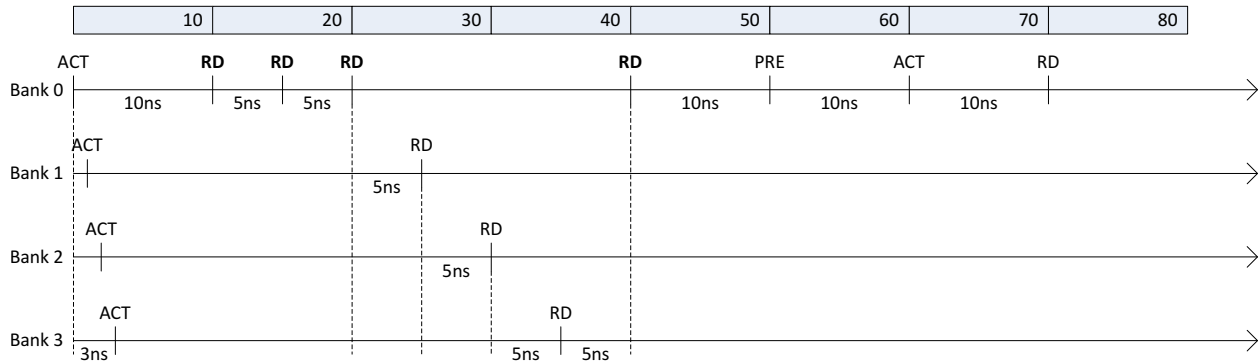 10 20 30 40 50 60 70 80
ACT RD RD RD RD PRE ACT RD
Bank 0
10ns 5ns 5ns 10ns 10ns 10ns
ACT RD
Bank 1
5ns
ACT RD
Bank 2
5ns
ACT RD
Bank 3
3ns 5ns 5ns